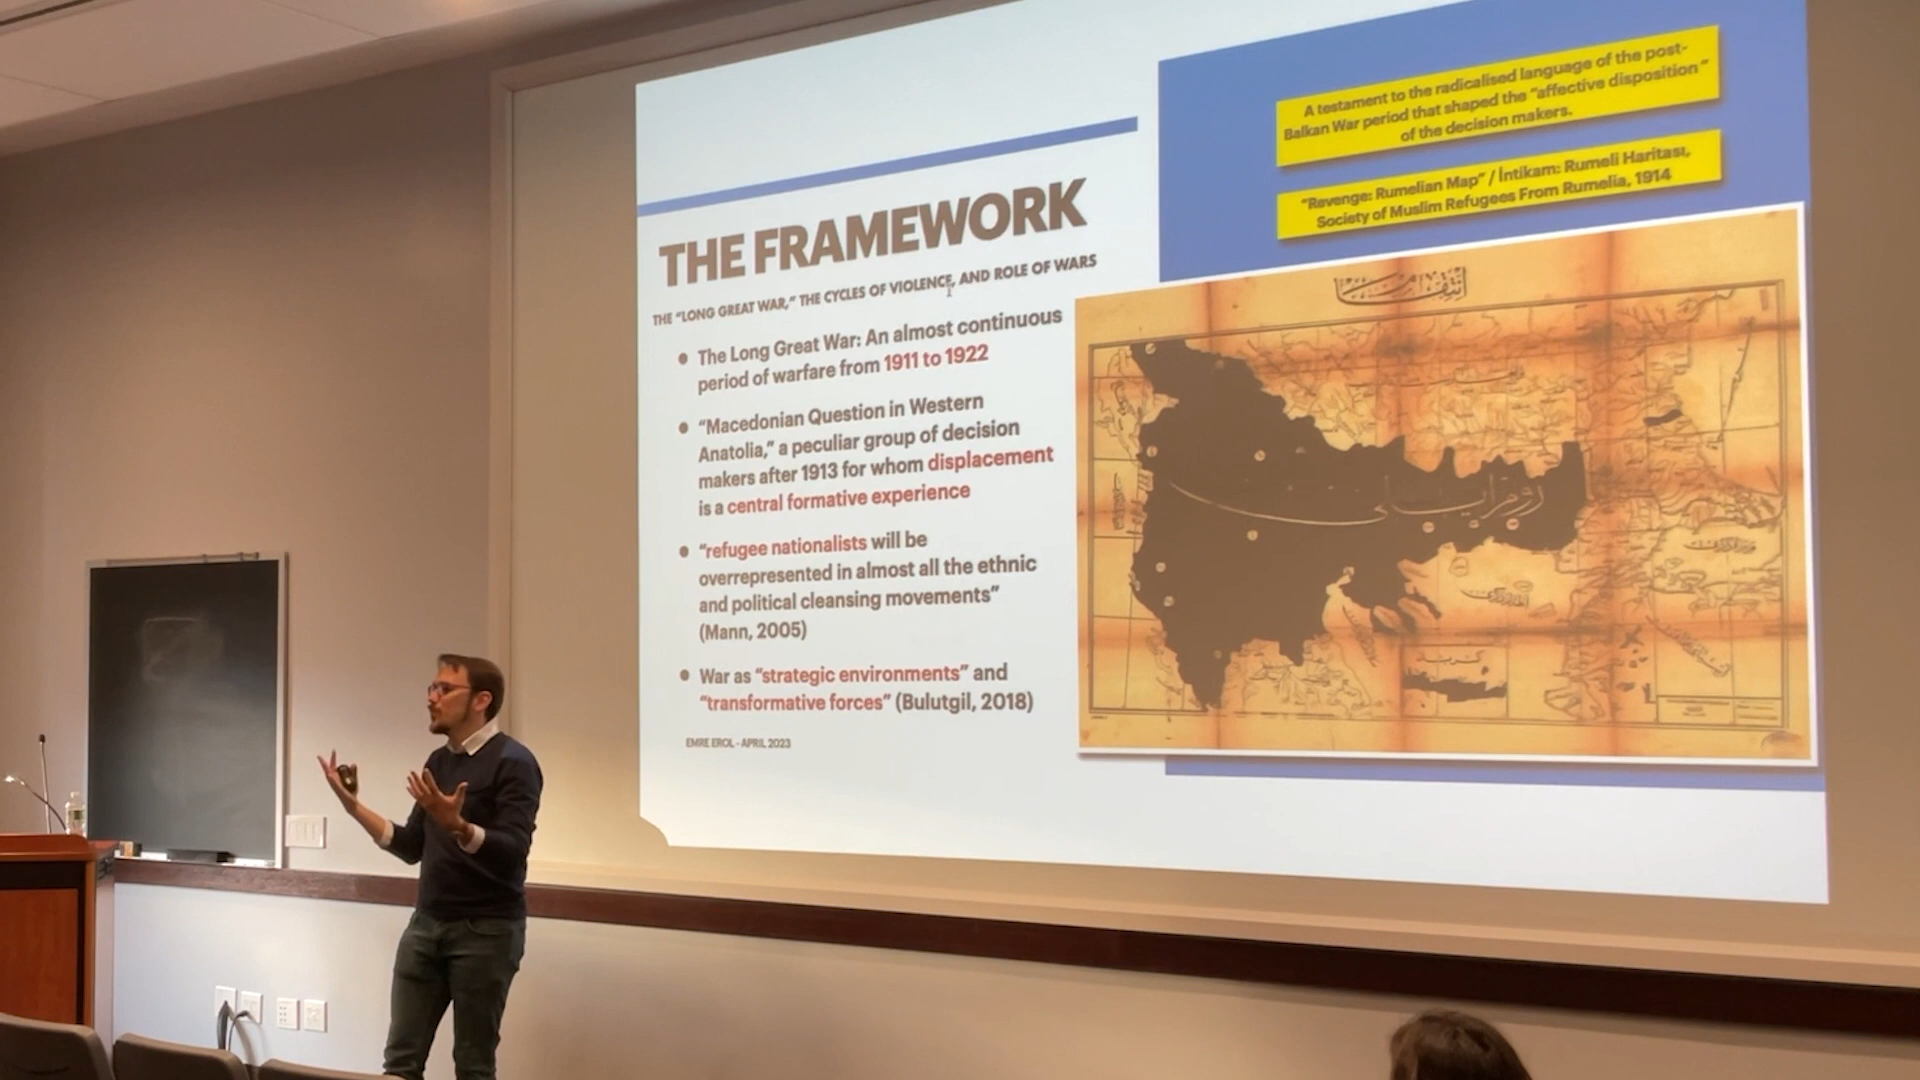 THE FRAMEWORK
THE "LONG GREAT WAR," THE CYCLES OF VIOLENCE, AND ROLE OF WARS
The Long Great War: An almost continuous
period of warfare from 1911 to 1922
"Macedonian Question in Western
Anatolia," a peculiar group of decision
makers after 1913 for whom displacement
is a central formative experience
"refugee nationalists will be
overrepresented in almost all the ethnic
and political cleansing movements"
(Mann, 2005)
War as "strategic environments" and
"transformative forces" (Bulutgil, 2018)
EMRE EROL - APRIL 2023
A testament to the radicalised language of the post-
Balkan War period that shaped the "affective disposition"
of the decision makers.
"Revenge: Rumelian Map" / İntikam: Rumeli Haritası,
Society of Muslim Refugees From Rumelia, 1914
انتقام
روم ایلی